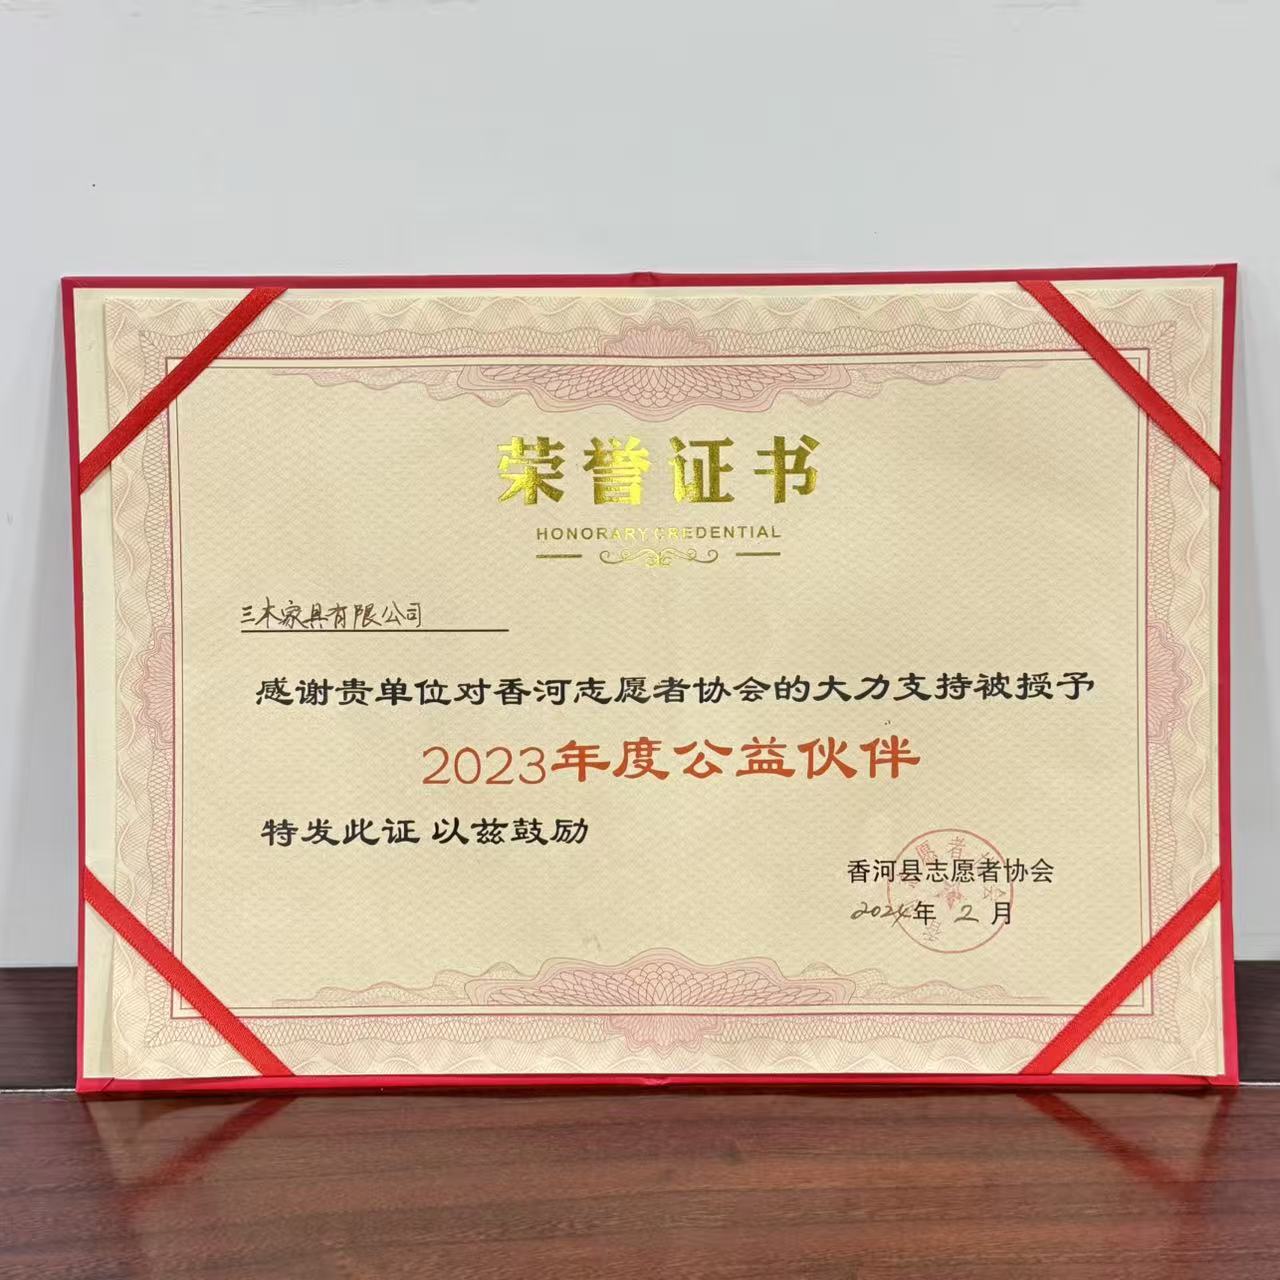 荣誉证书
HONORARY CREDENTIAL
三木家具有限公司
感谢贵单位对香河志愿者协会的大力支持被授予
2023年度公益伙伴
特发此证 以兹鼓励
香河县志愿者协会
2024年 2 月